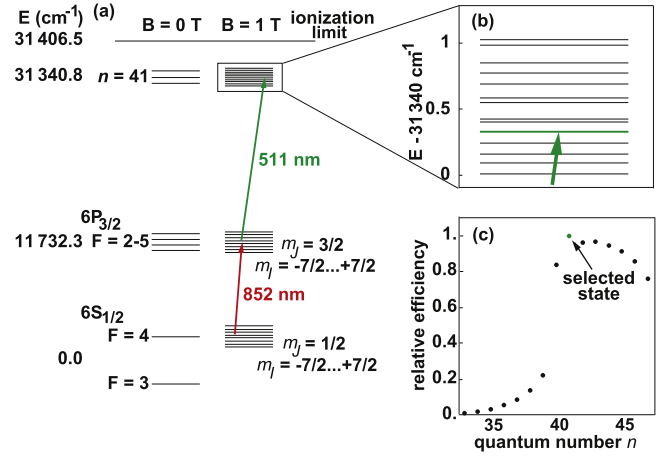 E (cm⁻¹) (a)
B = 0 T B = 1 T ionization
limit
31 406.5
31 340.8 n = 41
511 nm
6P3/2
11 732.3 F = 2-5
mJ = 3/2
mI = -7/2...+7/2
852 nm
6S1/2
F = 4
mJ = 1/2
mI = -7/2...+7/2
0.0
F = 3
(b)
E - 31 340 cm⁻¹
1
0.5
0
(c)
relative efficiency
1
0.8
0.6
0.4
0.2
0.
selected
state
35 40 45
quantum number n